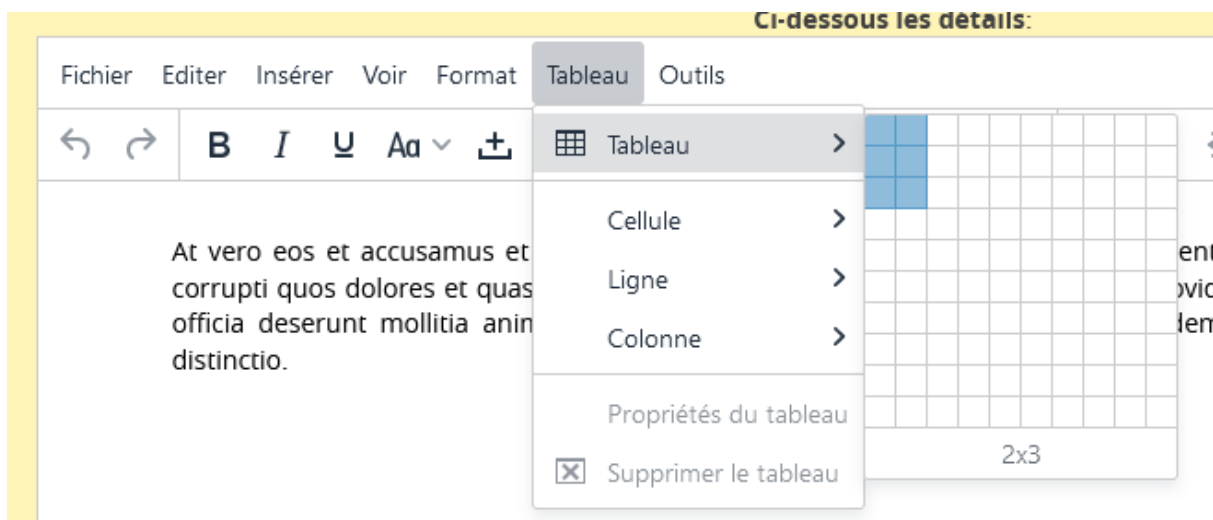 Ci-dessous les détails:
Fichier Editer Insérer Voir Format Tableau Outils
B I U Aa
Tableau
Cellule
Ligne
Colonne
Propriétés du tableau
Supprimer le tableau
2x3
At vero eos et accusamus et
corrupti quos dolores et quas
officia deserunt mollitia anim
distinctio.